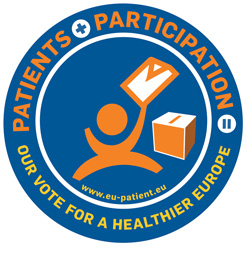 PATIENTS + PARTICIPATION =
OUR VOTE FOR A HEALTHIER EUROPE
www.eu-patient.eu